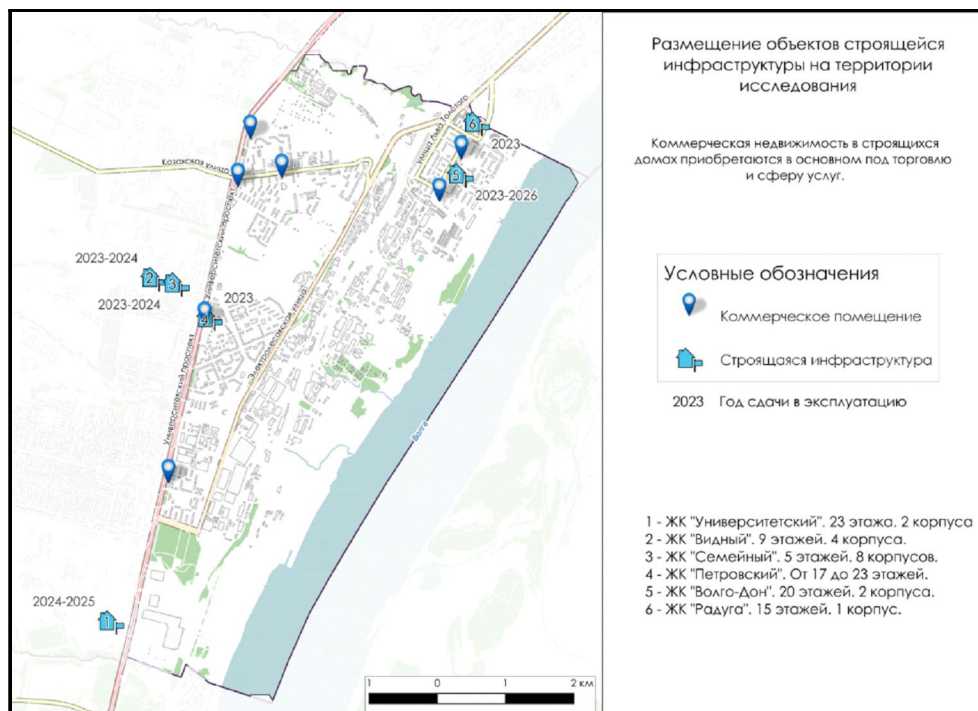 Размещение объектов строящейся
инфраструктуры на территории
исследования
Коммерческая недвижимость в строящихся
домах приобретаются в основном под торговлю
и сферу услуг.
Условные обозначения
Коммерческое помещение
Строящаяся инфраструктура
2023 Год сдачи в эксплуатацию
1 - ЖК "Университетский". 23 этажа. 2 корпуса
2 - ЖК "Видный". 9 этажей. 4 корпуса.
3 - ЖК "Семейный". 5 этажей. 8 корпусов.
4 - ЖК "Петровский". От 17 до 23 этажей.
5 - ЖК "Волго-Дон". 20 этажей. 2 корпуса.
6 - ЖК "Радуга". 15 этажей. 1 корпус.
улица Льва Толстого
6
2023
Казахская улица
5
2023-2026
Университетский проспект
2023-2024
2
3
2023-2024
2023
4
Электролесовская улица
Университетский проспект
Волга
2024-2025
1
1 0 1 2 км